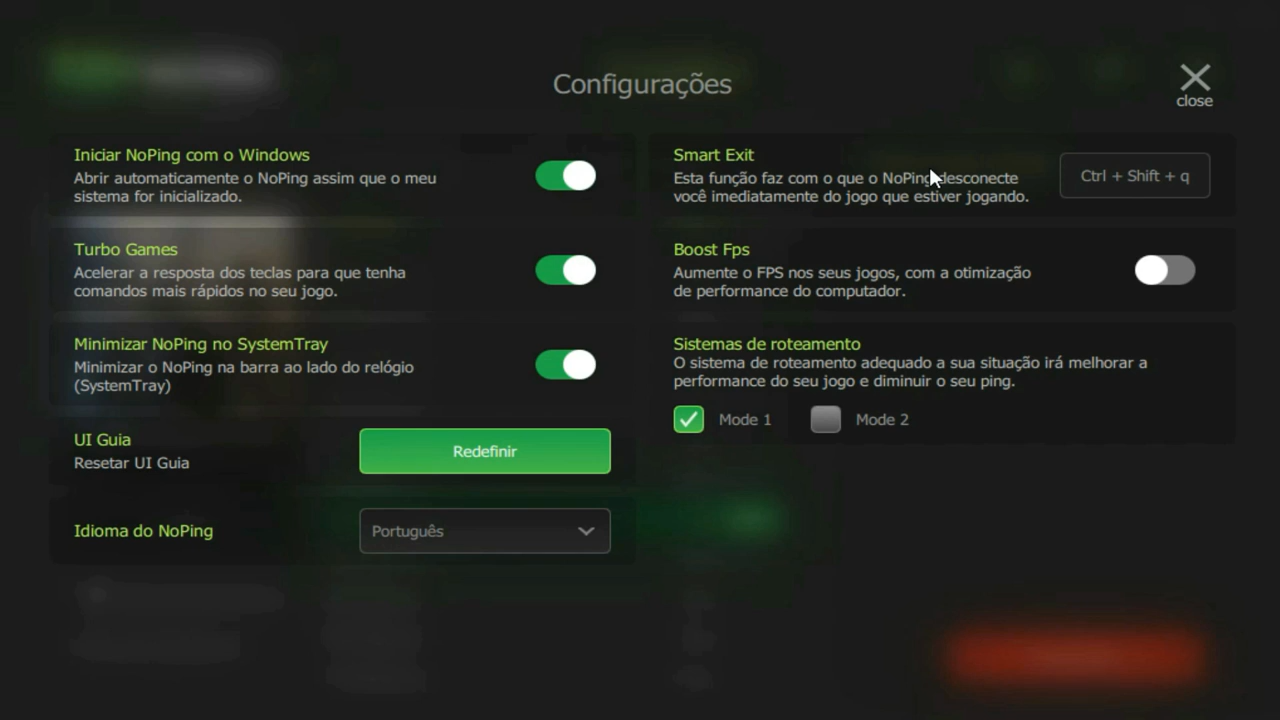 Configurações
close
Iniciar NoPing com o Windows
Abrir automaticamente o NoPing assim que o meu
sistema for inicializado.
Turbo Games
Acelerar a resposta dos teclas para que tenha
comandos mais rápidos no seu jogo.
Minimizar NoPing no SystemTray
Minimizar o NoPing na barra ao lado do relógio
(SystemTray)
UI Guia
Resetar UI Guia
Redefinir
Idioma do NoPing
Português
Smart Exit
Esta função faz com o que o NoPing desconecte
você imediatamente do jogo que estiver jogando.
Ctrl + Shift + q
Boost Fps
Aumente o FPS nos seus jogos, com a otimização
de performance do computador.
Sistemas de roteamento
O sistema de roteamento adequado a sua situação irá melhorar a
performance do seu jogo e diminuir o seu ping.
Mode 1
Mode 2